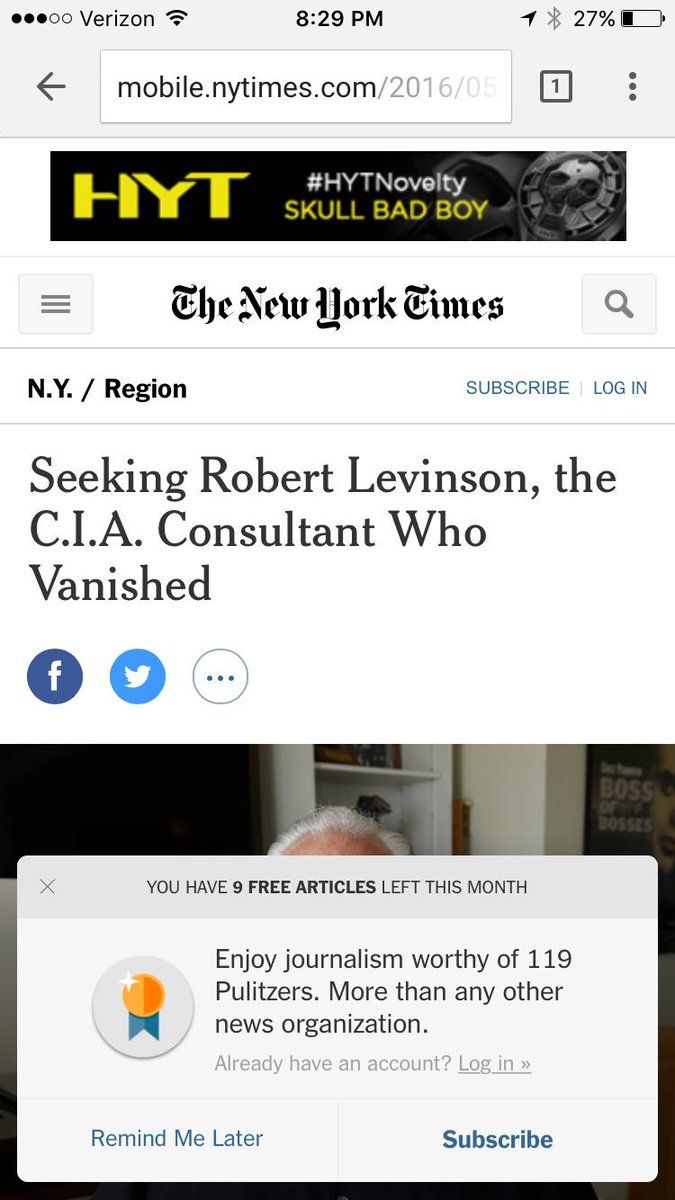 Verizon 8:29 PM 27%
mobile.nytimes.com/2016/05
1
HYT #HYTNovelty
SKULL BAD BOY
The New York Times
N.Y. / Region SUBSCRIBE | LOG IN
Seeking Robert Levinson, the
C.I.A. Consultant Who
Vanished
BOSS
OF
BOSSES
YOU HAVE 9 FREE ARTICLES LEFT THIS MONTH
Enjoy journalism worthy of 119
Pulitzers. More than any other
news organization.
Already have an account? Log in »
Remind Me Later Subscribe